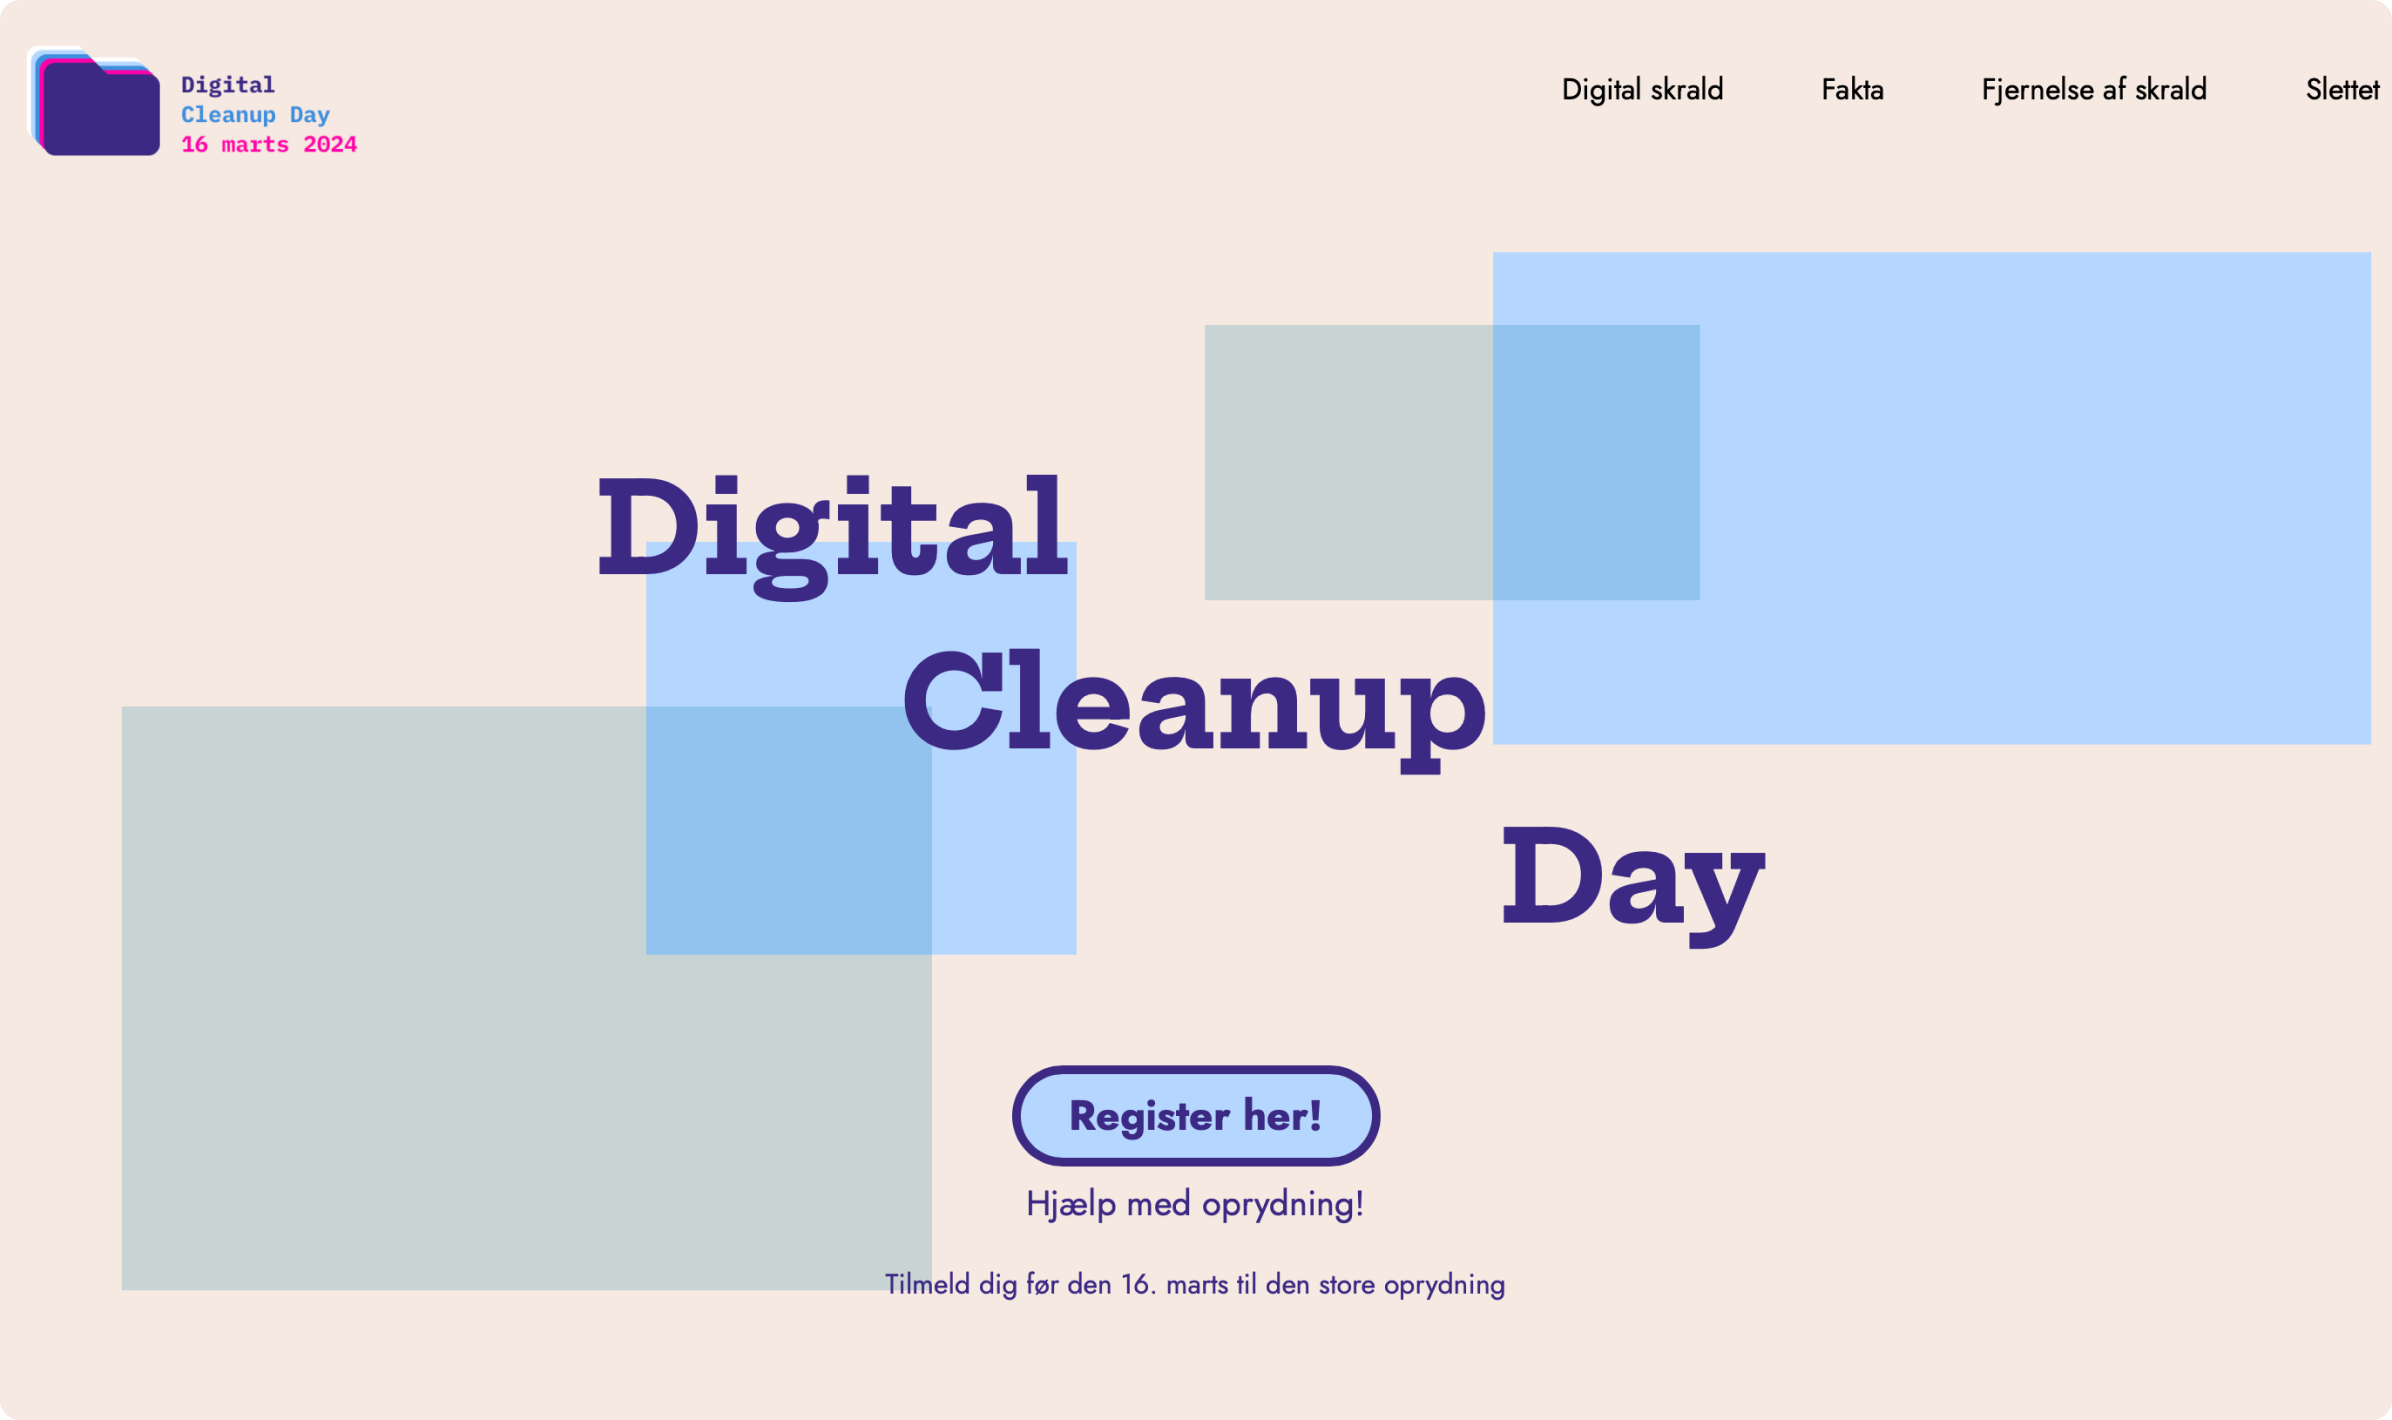 Digital
Cleanup Day
16 marts 2024
Digital skrald
Fakta
Fjernelse af skrald
Slettet
Digital
Cleanup
Day
Register her!
Hjælp med oprydning!
Tilmeld dig før den 16. marts til den store oprydning